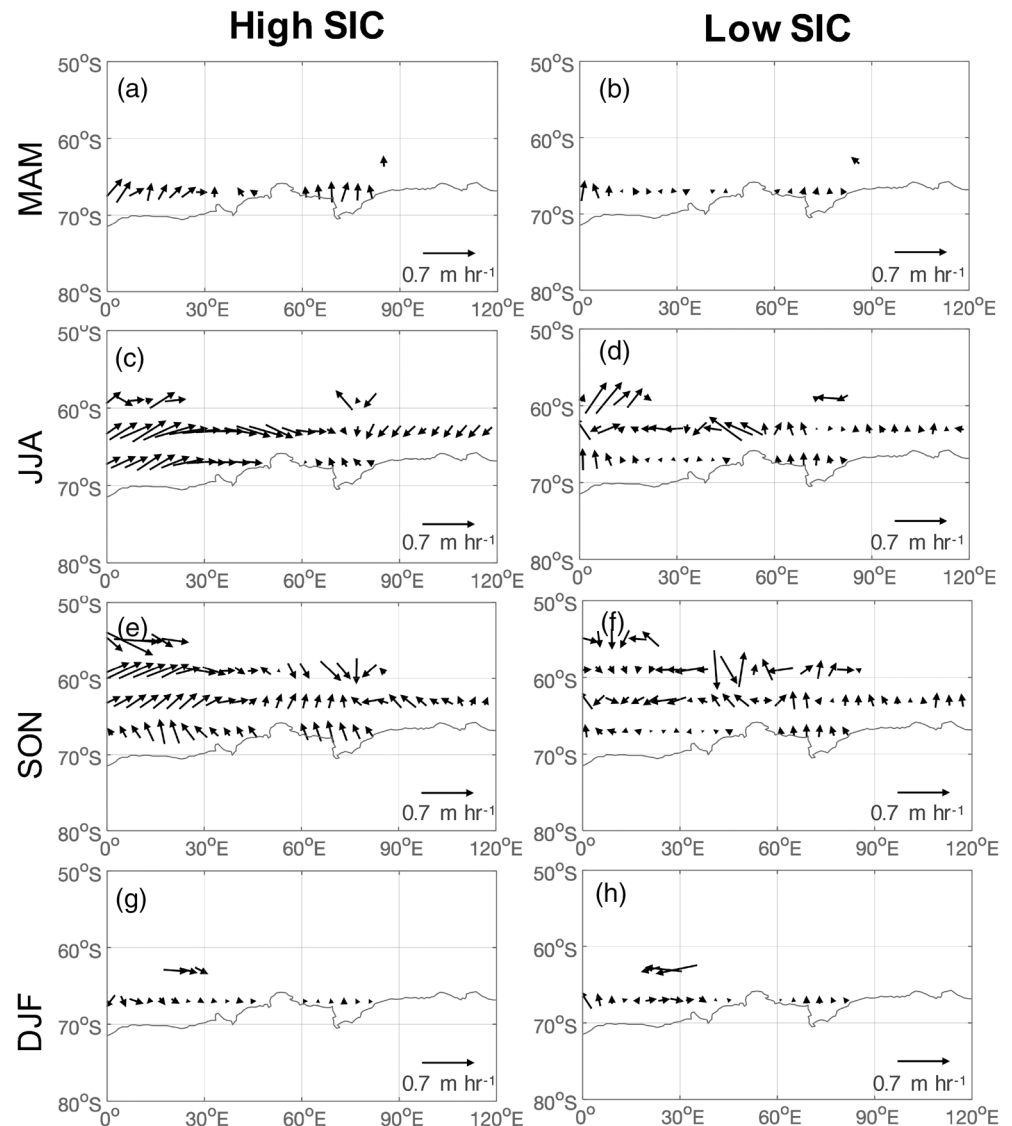 High SIC Low SIC
50°S 50°S
(a) (b)
60°S 60°S
MAM
70°S 70°S
0.7 m hr-1 0.7 m hr-1
80°S 80°S
0° 30°E 60°E 90°E 120°E 0° 30°E 60°E 90°E 120°E
50°S 50°S
(c) (d)
60°S 60°S
JJA
70°S 70°S
0.7 m hr-1 0.7 m hr-1
80°S 80°S
0° 30°E 60°E 90°E 120°E 0° 30°E 60°E 90°E 120°E
50°S 50°S
(e) (f)
60°S 60°S
SON
70°S 70°S
0.7 m hr-1 0.7 m hr-1
80°S 80°S
0° 30°E 60°E 90°E 120°E 0° 30°E 60°E 90°E 120°E
50°S 50°S
(g) (h)
60°S 60°S
DJF
70°S 70°S
0.7 m hr-1 0.7 m hr-1
80°S 80°S
0° 30°E 60°E 90°E 120°E 0° 30°E 60°E 90°E 120°E